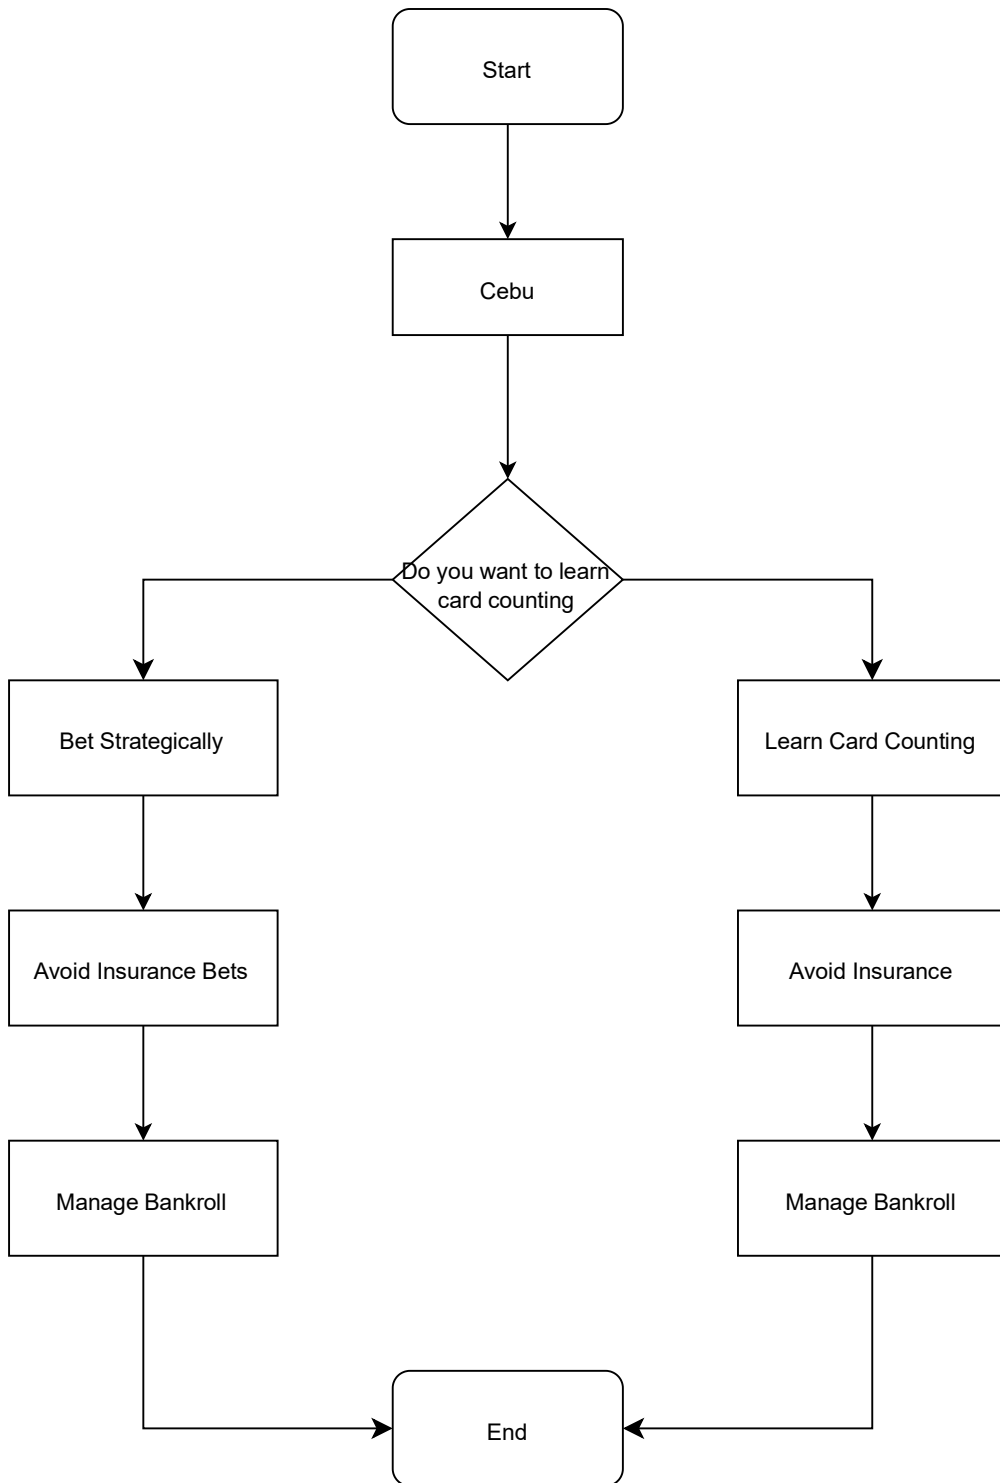 Start
Cebu
Do you want to learn
card counting
Bet Strategically
Learn Card Counting
Avoid Insurance Bets
Avoid Insurance
Manage Bankroll
Manage Bankroll
End